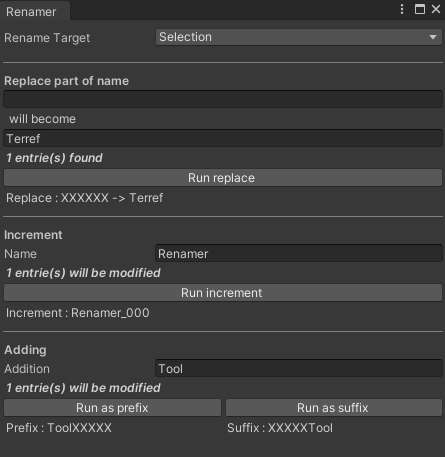 Renamer
Rename Target Selection
Replace part of name
will become
Terref
1 entrie(s) found
Run replace
Replace : XXXXXX -> Terref
Increment
Name Renamer
1 entrie(s) will be modified
Run increment
Increment : Renamer_000
Adding
Addition Tool
1 entrie(s) will be modified
Run as prefix Run as suffix
Prefix : ToolXXXXX Suffix : XXXXXTool